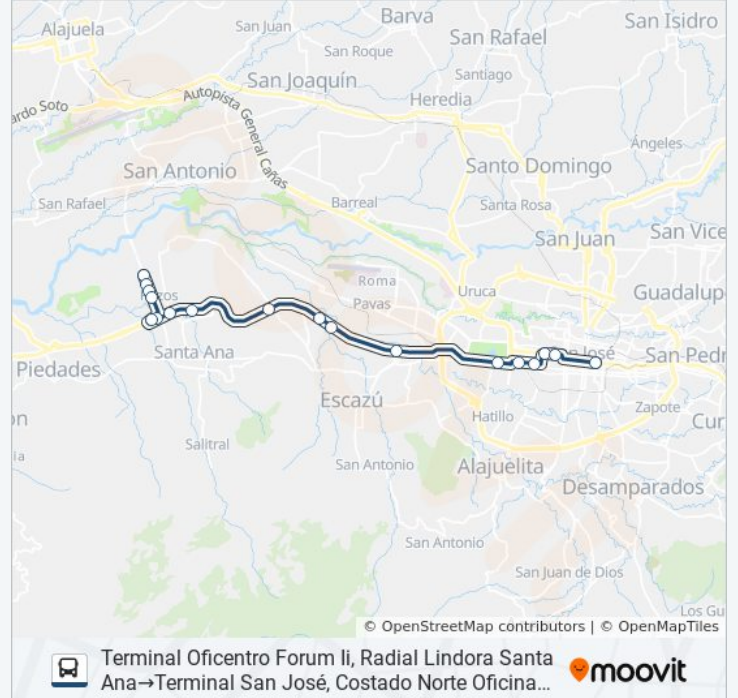 Barva
San Juan
San Isidro
Alajuela
San Rafael
San Roque
Santiago
San Joaquín
Heredia
ardo Soto
Autopista General Cañas
Ángeles
Santo Domingo
San Antonio
San Rafael
Barreal
Santa Rosa
San Juan
San Vice
Roma
Uruca
Guadalup
Pavas
Santa Ana
José
San Pedr
Piedades
Escazú
Zapote
Hatillo
Cur
on
Salitral
ia
San Antonio
Alajuelita
Desamparados
San Antonio
San Juan de Dios
Los Gu
© OpenStreetMap contributors | © OpenMapTiles
Terminal Oficentro Forum Ii, Radial Lindora Santa
Ana→Terminal San José, Costado Norte Oficina...
moovit